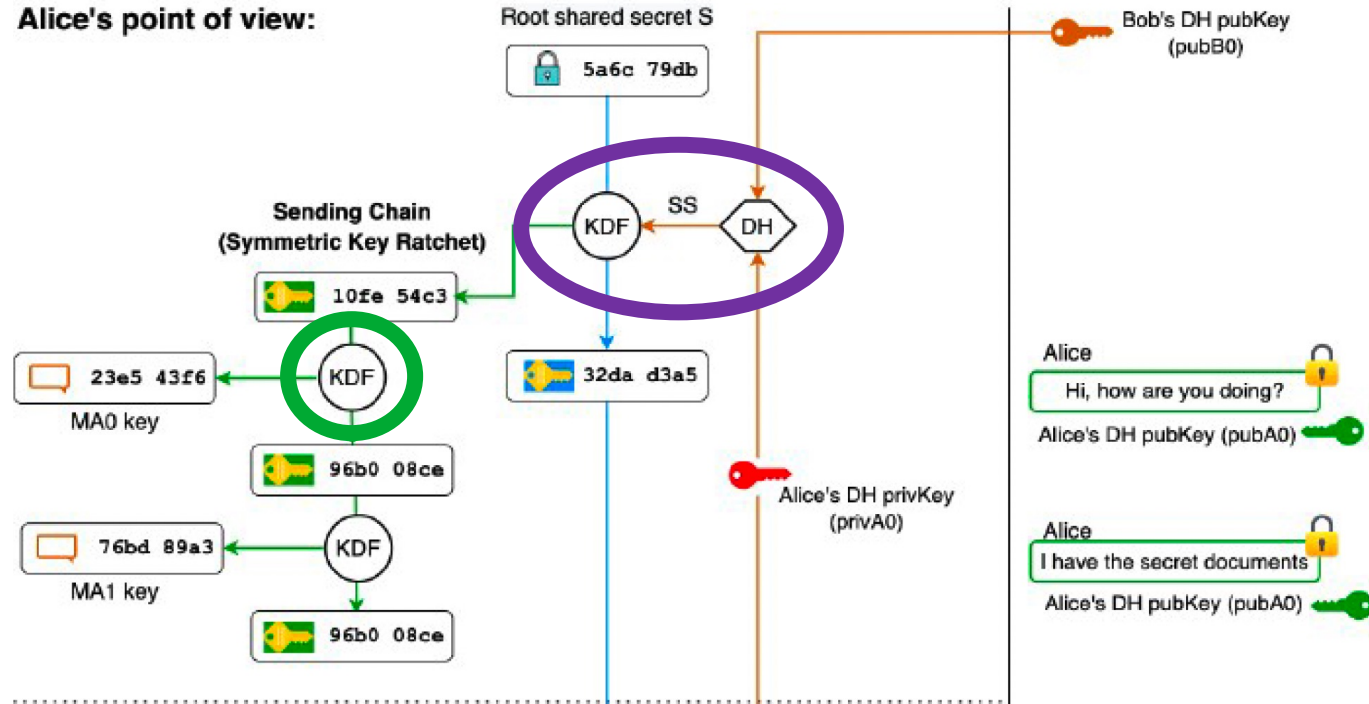 Alice's point of view:
Root shared secret S
5a6c 79db
Bob's DH pubKey
(pubB0)
SS
KDF
DH
Sending Chain
(Symmetric Key Ratchet)
10fe 54c3
KDF
23e5 43f6
MA0 key
32da d3a5
96b0 08ce
Alice's DH privKey
(privA0)
KDF
76bd 89a3
MA1 key
96b0 08ce
Alice
Hi, how are you doing?
Alice's DH pubKey (pubA0)
Alice
I have the secret documents
Alice's DH pubKey (pubA0)